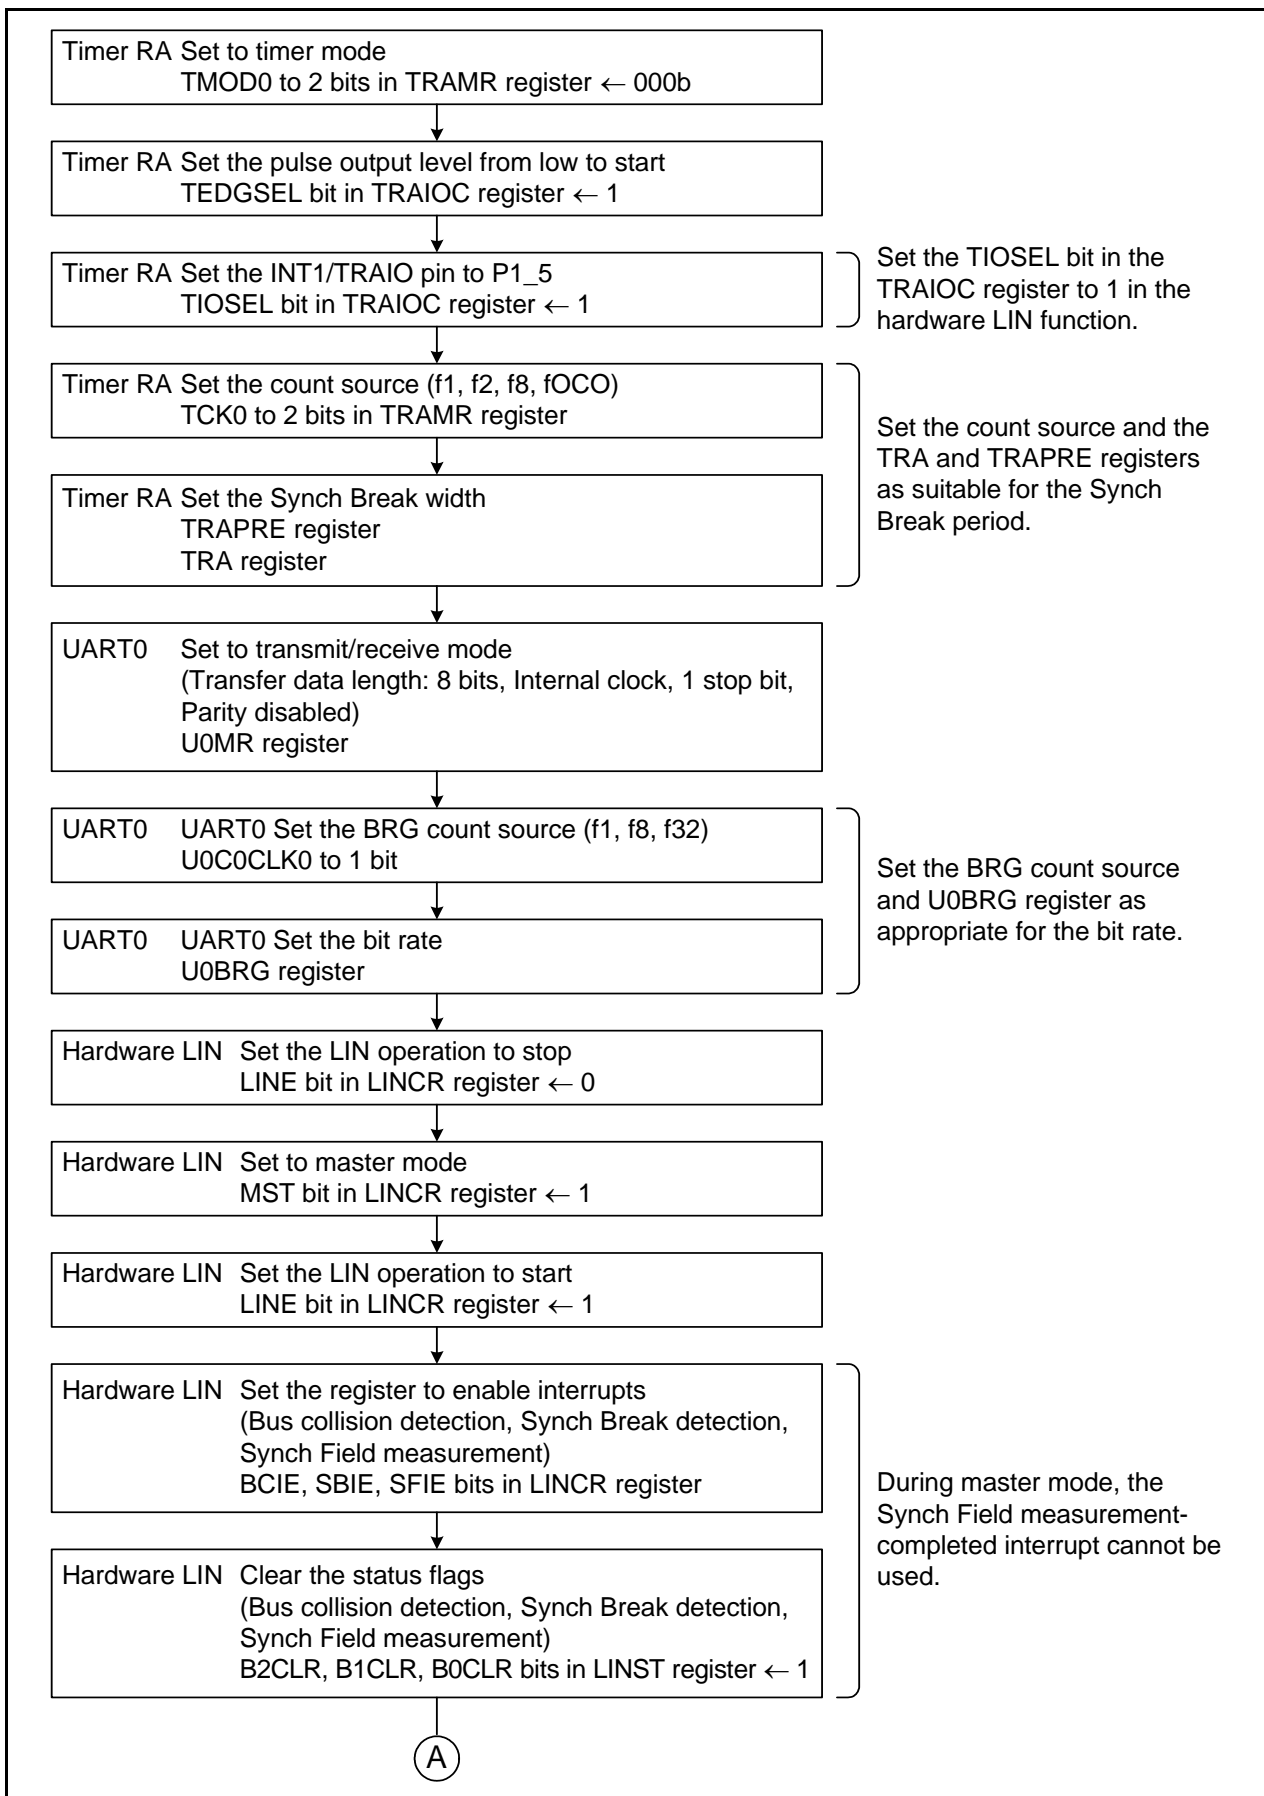 Timer RA Set to timer mode
TMOD0 to 2 bits in TRAMR register ← 000b
Timer RA Set the pulse output level from low to start
TEDGSEL bit in TRAIOC register ← 1
Timer RA Set the INT1/TRAIO pin to P1_5
TIOSEL bit in TRAIOC register ← 1
Set the TIOSEL bit in the
TRAIOC register to 1 in the
hardware LIN function.
Timer RA Set the count source (f1, f2, f8, fOCO)
TCK0 to 2 bits in TRAMR register
Timer RA Set the Synch Break width
TRAPRE register
TRA register
Set the count source and the
TRA and TRAPRE registers
as suitable for the Synch
Break period.
UART0 Set to transmit/receive mode
(Transfer data length: 8 bits, Internal clock, 1 stop bit,
Parity disabled)
U0MR register
UART0 UART0 Set the BRG count source (f1, f8, f32)
U0C0CLK0 to 1 bit
UART0 UART0 Set the bit rate
U0BRG register
Set the BRG count source
and U0BRG register as
appropriate for the bit rate.
Hardware LIN Set the LIN operation to stop
LINE bit in LINCR register ← 0
Hardware LIN Set to master mode
MST bit in LINCR register ← 1
Hardware LIN Set the LIN operation to start
LINE bit in LINCR register ← 1
Hardware LIN Set the register to enable interrupts
(Bus collision detection, Synch Break detection,
Synch Field measurement)
BCIE, SBIE, SFIE bits in LINCR register
Hardware LIN Clear the status flags
(Bus collision detection, Synch Break detection,
Synch Field measurement)
B2CLR, B1CLR, B0CLR bits in LINST register ← 1
During master mode, the
Synch Field measurement-
completed interrupt cannot be
used.
A